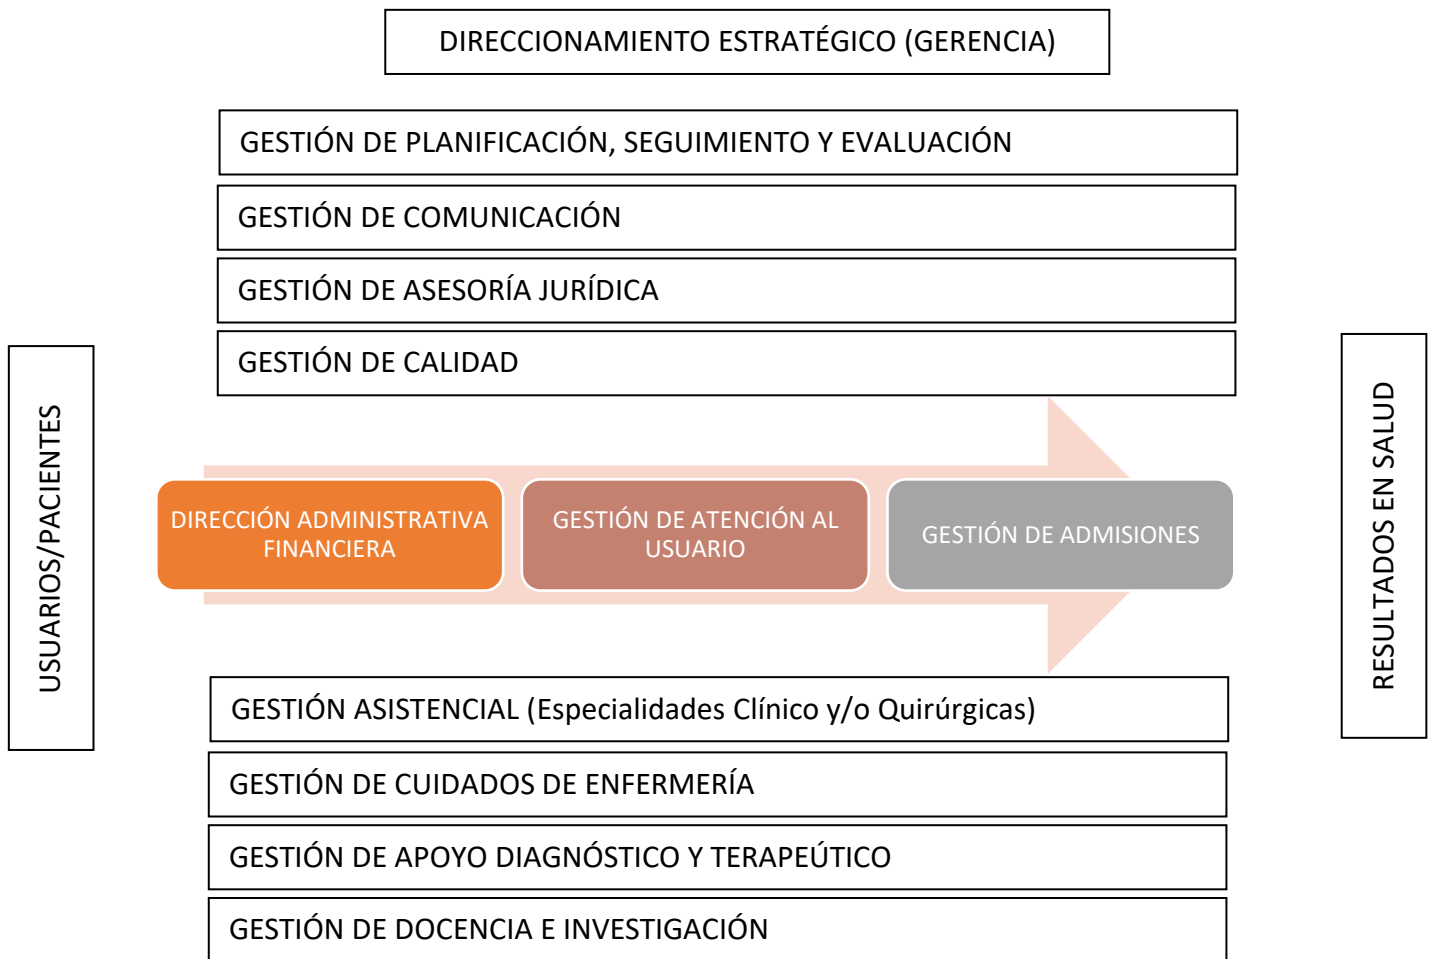 DIRECCIONAMIENTO ESTRATÉGICO (GERENCIA)
GESTIÓN DE PLANIFICACIÓN, SEGUIMIENTO Y EVALUACIÓN
GESTIÓN DE COMUNICACIÓN
GESTIÓN DE ASESORÍA JURÍDICA
GESTIÓN DE CALIDAD
USUARIOS/PACIENTES
DIRECCIÓN ADMINISTRATIVA
FINANCIERA
GESTIÓN DE ATENCIÓN AL
USUARIO
GESTIÓN DE ADMISIONES
RESULTADOS EN SALUD
GESTIÓN ASISTENCIAL (Especialidades Clínico y/o Quirúrgicas)
GESTIÓN DE CUIDADOS DE ENFERMERÍA
GESTIÓN DE APOYO DIAGNÓSTICO Y TERAPEÚTICO
GESTIÓN DE DOCENCIA E INVESTIGACIÓN